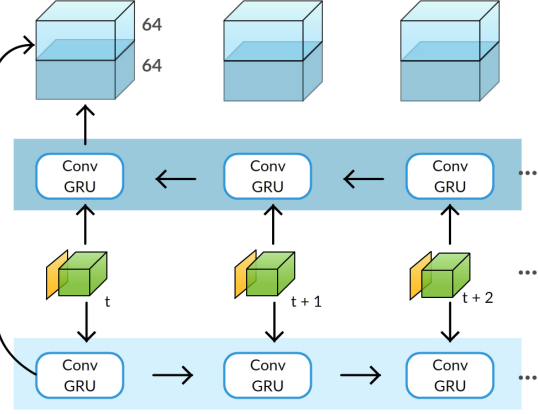 64
64
Conv
GRU
Conv
GRU
Conv
GRU
...
t
t + 1
t + 2
...
Conv
GRU
Conv
GRU
Conv
GRU
...